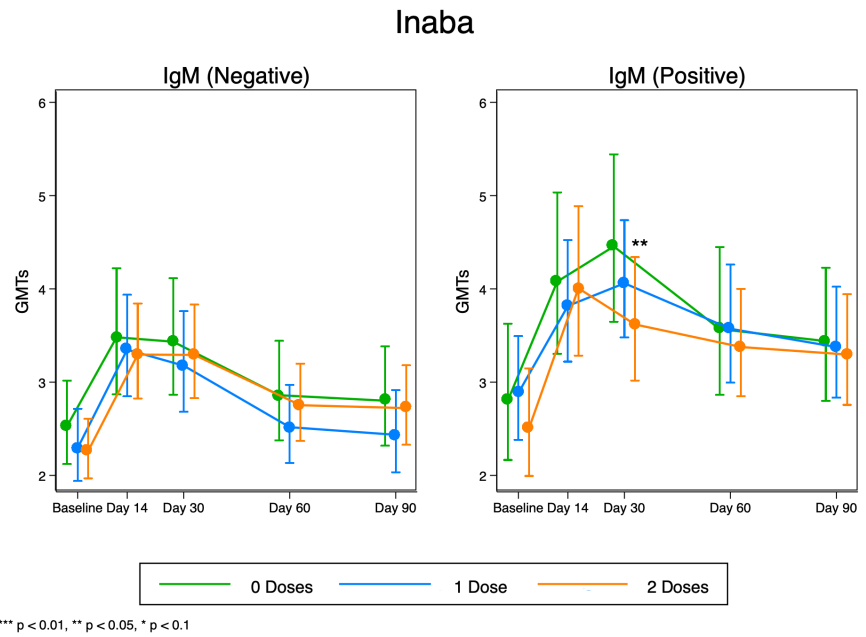 Inaba
IgM (Negative)
IgM (Positive)
6
5
4
3
2
GMTs
Baseline Day 14 Day 30 Day 60 Day 90
6
5
4
3
2
GMTs
**
Baseline Day 14 Day 30 Day 60 Day 90
0 Doses 1 Dose 2 Doses
*** p < 0.01, ** p < 0.05, * p < 0.1